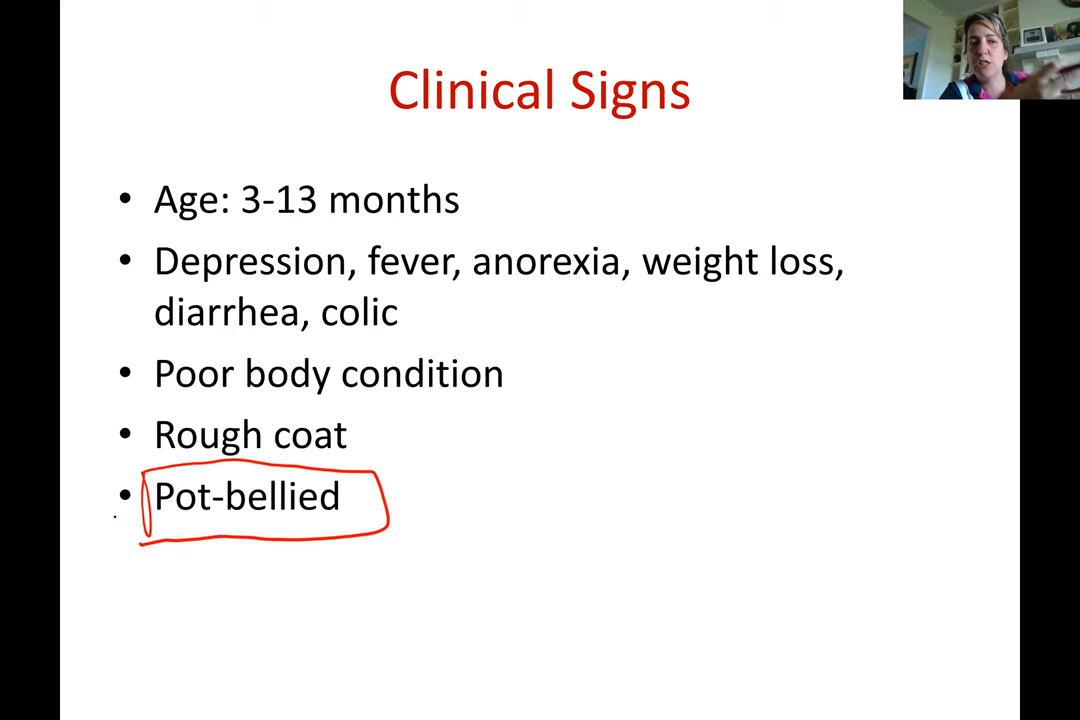 Clinical Signs
• Age: 3-13 months
• Depression, fever, anorexia, weight loss,
diarrhea, colic
• Poor body condition
• Rough coat
• Pot-bellied